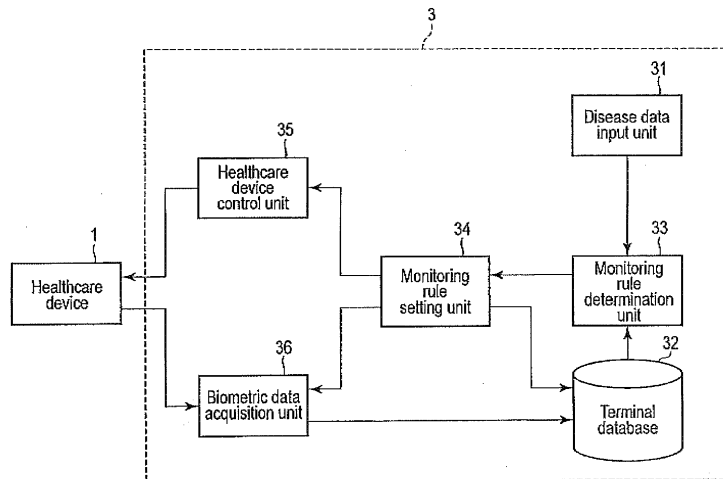 3
31
Disease data
input unit
35
Healthcare
device
control unit
1
Healthcare
device
34
Monitoring
rule
setting unit
33
Monitoring
rule
determination
unit
36
Biometric data
acquisition unit
32
Terminal
database